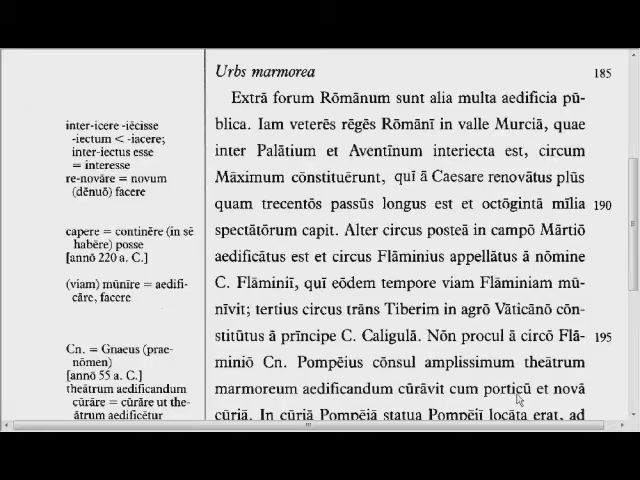 Urbs marmorea
185
Extrā forum Rōmānum sunt alia multa aedificia pū-
blica. Iam veterēs rēgēs Rōmānī in valle Murciā, quae
inter Palātium et Aventīnum interiecta est, circum
Māximum cōnstituērunt, quī ā Caesare renovātus plūs
quam trecentōs passūs longus est et octōgintā mīlia
190
spectātōrum capit. Alter circus posteā in campō Mārtiō
aedificātus est et circus Flāminius appellātus ā nōmine
C. Flāminiī, quī eōdem tempore viam Flāminiam mū-
nīvit; tertius circus trāns Tiberim in agrō Vāticānō cōn-
stitūtus ā prīncipe C. Caligulā. Nōn procul ā circō Flā-
195
miniō Cn. Pompēius cōnsul amplissimum theātrum
marmoreum aedificandum cūrāvit cum porticū et novā
cūriā. In cūriā Pompēiā statua Pompēiī locāta erat, ad
inter-icere -iēcisse
-iectum < -iacere;
inter-iectus esse
= interesse
re-novāre = novum
(dēnuō) facere
capere = continēre (in sē
habēre) posse
[annō 220 a. C.]
(viam) mūnīre = aedifi-
cāre, facere
Cn. = Gnaeus (prae-
nōmen)
[annō 55 a. C.]
theātrum aedificandum
cūrāre = cūrāre ut the-
ātrum aedificētur